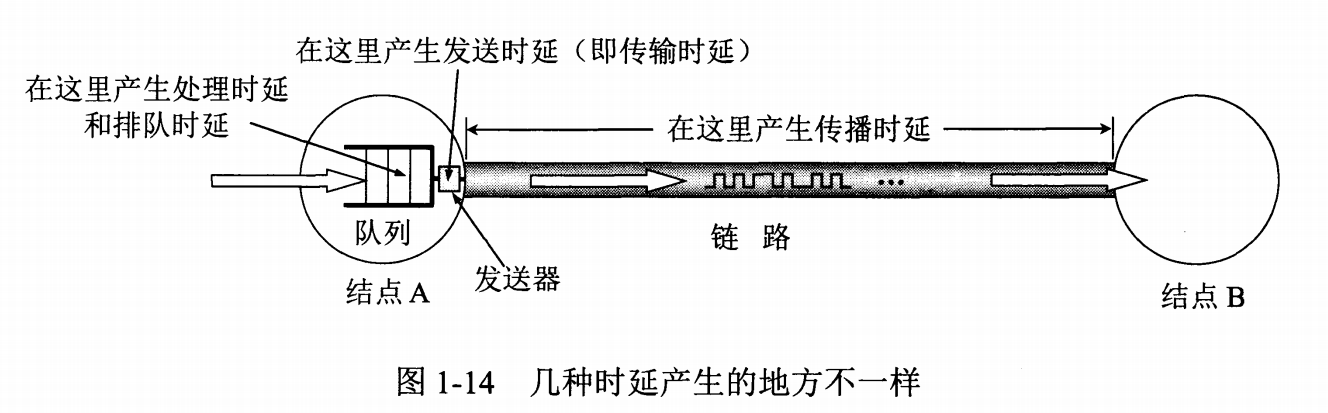 在这里产生发送时延（即传输时延）
在这里产生处理时延
和排队时延
在这里产生传播时延
队列
链 路
发送器
结点 A
结点 B
图 1-14 几种时延产生的地方不一样